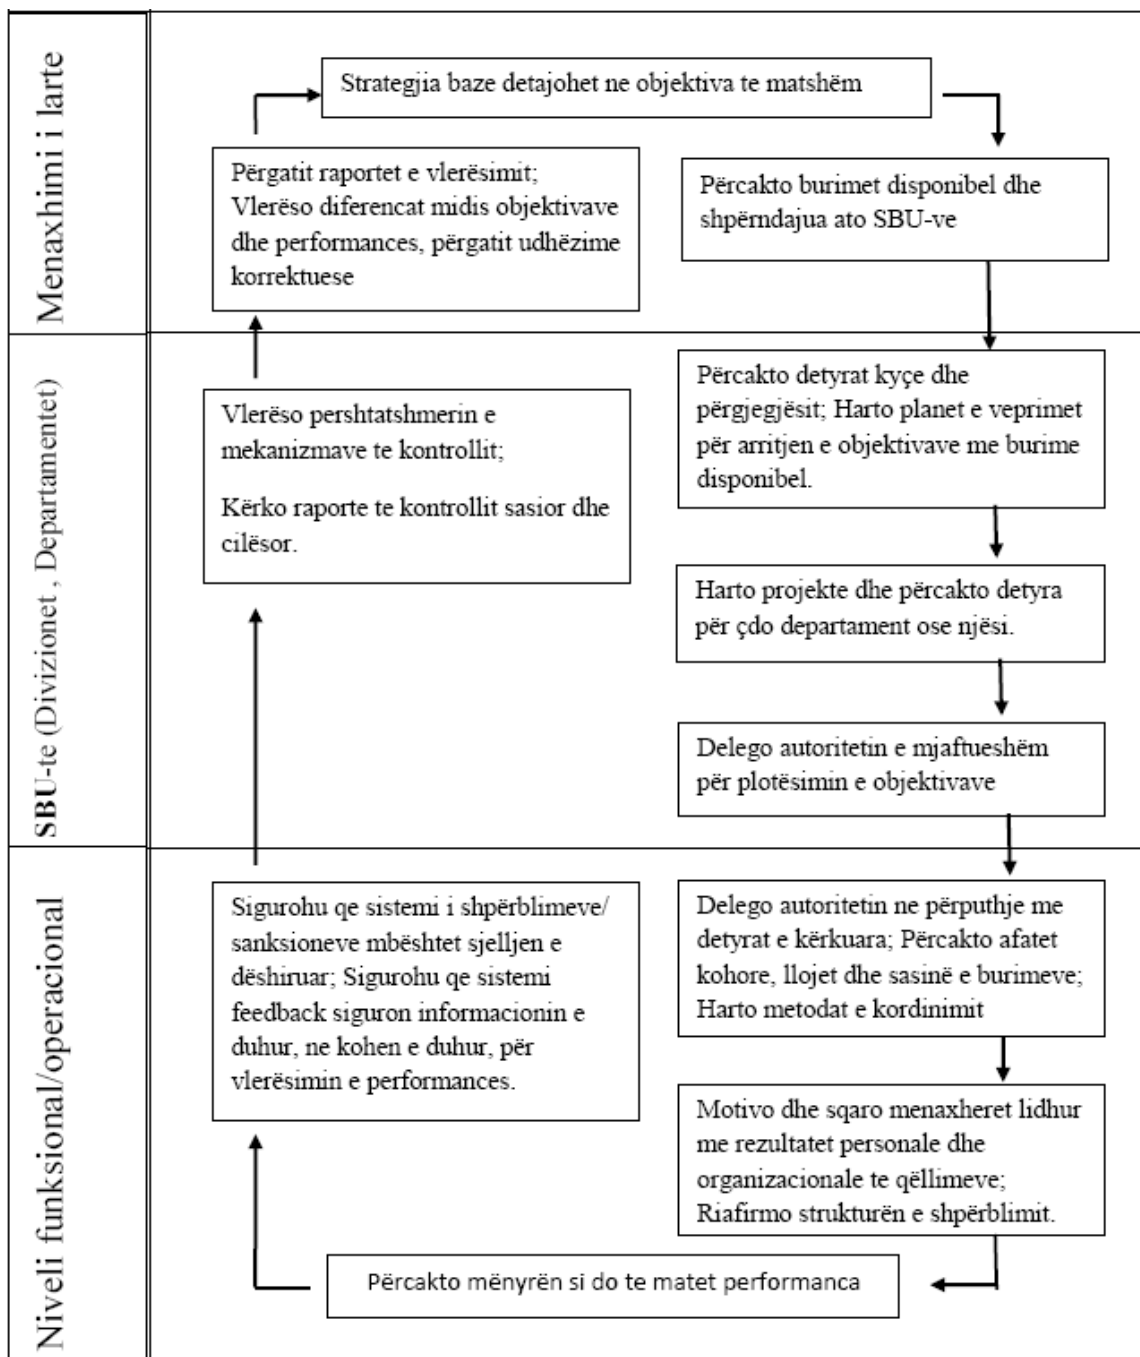 Menaxhimi i larte
Strategjia baze detajohet ne objektiva te matshëm
Përgatit raportet e vlerësimit;
Vlerëso diferencat midis objektivave
dhe performances, përgatit udhëzime
korrektuese
Përcakto burimet disponibel dhe
shpërndajua ato SBU-ve
SBU-te (Divizionet , Departamentet)
Vlerëso pershtatshmerin e
mekanizmave te kontrollit;
Kërko raporte te kontrollit sasior dhe
cilësor.
Përcakto detyrat kyçe dhe
përgjegjësit; Harto planet e veprimet
për arritjen e objektivave me burime
disponibel.
Harto projekte dhe përcakto detyra
për çdo departament ose njësi.
Delego autoritetin e mjaftueshëm
për plotësimin e objektivave
Niveli funksional/operacional
Sigurohu qe sistemi i shpërblimeve/
sanksioneve mbështet sjelljen e
dëshiruar; Sigurohu qe sistemi
feedback siguron informacionin e
duhur, ne kohen e duhur, për
vlerësimin e performances.
Delego autoritetin ne përputhje me
detyrat e kërkuara; Përcakto afatet
kohore, llojet dhe sasinë e burimeve;
Harto metodat e kordinimit
Motivo dhe sqaro menaxheret lidhur
me rezultatet personale dhe
organizacionale te qëllimeve;
Riafirmo strukturën e shpërblimit.
Përcakto mënyrën si do te matet performanca